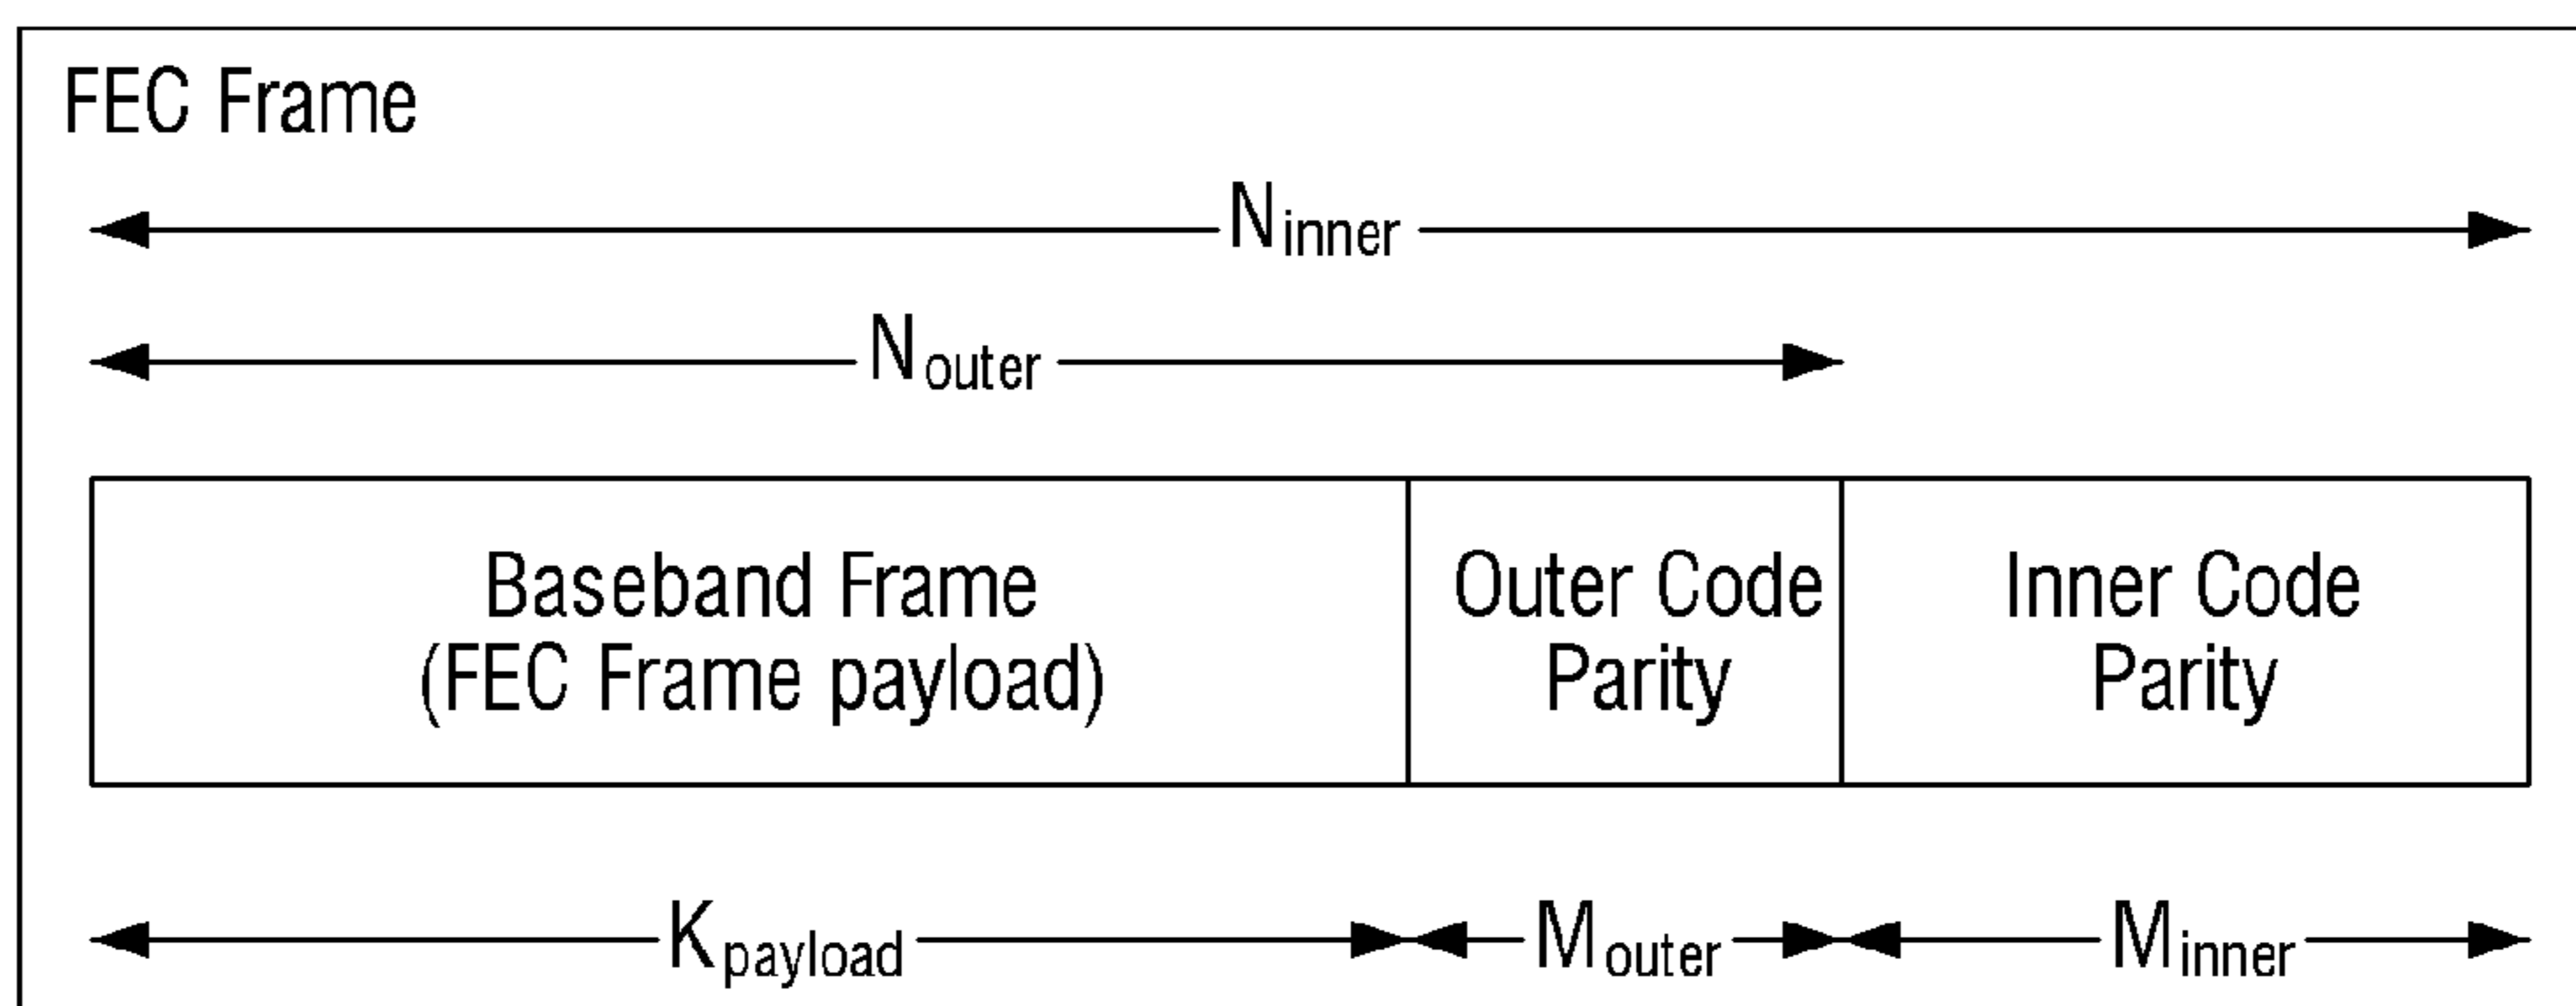 FEC Frame
Ninner
Nouter
Baseband Frame
(FEC Frame payload)
Outer Code
Parity
Inner Code
Parity
Kpayload
Mouter
Minner